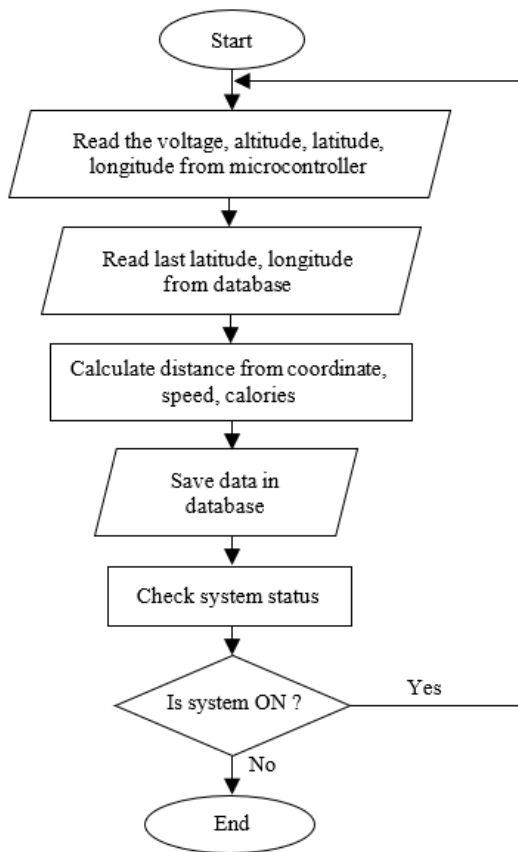 Start
Read the voltage, altitude, latitude,
longitude from microcontroller
Read last latitude, longitude
from database
Calculate distance from coordinate,
speed, calories
Save data in
database
Check system status
Is system ON ?
Yes
No
End